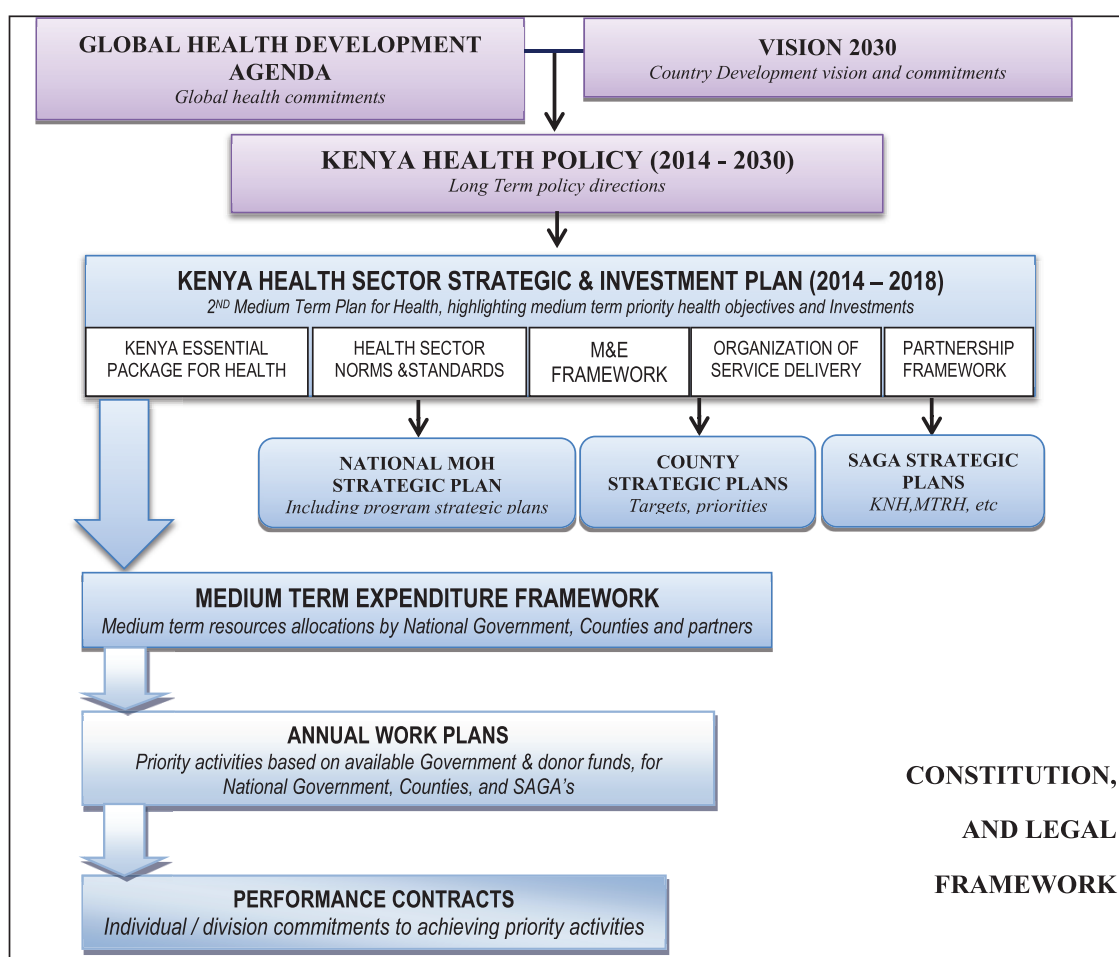 GLOBAL HEALTH DEVELOPMENT
AGENDA
Global health commitments
VISION 2030
Country Development vision and commitments
KENYA HEALTH POLICY (2014 - 2030)
Long Term policy directions
KENYA HEALTH SECTOR STRATEGIC & INVESTMENT PLAN (2014 – 2018)
2ND Medium Term Plan for Health, highlighting medium term priority health objectives and Investments
KENYA ESSENTIAL
PACKAGE FOR HEALTH
HEALTH SECTOR
NORMS &STANDARDS
M&E
FRAMEWORK
ORGANIZATION OF
SERVICE DELIVERY
PARTNERSHIP
FRAMEWORK
NATIONAL MOH
STRATEGIC PLAN
Including program strategic plans
COUNTY
STRATEGIC PLANS
Targets, priorities
SAGA STRATEGIC
PLANS
KNH,MTRH, etc
MEDIUM TERM EXPENDITURE FRAMEWORK
Medium term resources allocations by National Government, Counties and partners
ANNUAL WORK PLANS
Priority activities based on available Government & donor funds, for
National Government, Counties, and SAGA's
CONSTITUTION,
AND LEGAL
FRAMEWORK
PERFORMANCE CONTRACTS
Individual / division commitments to achieving priority activities